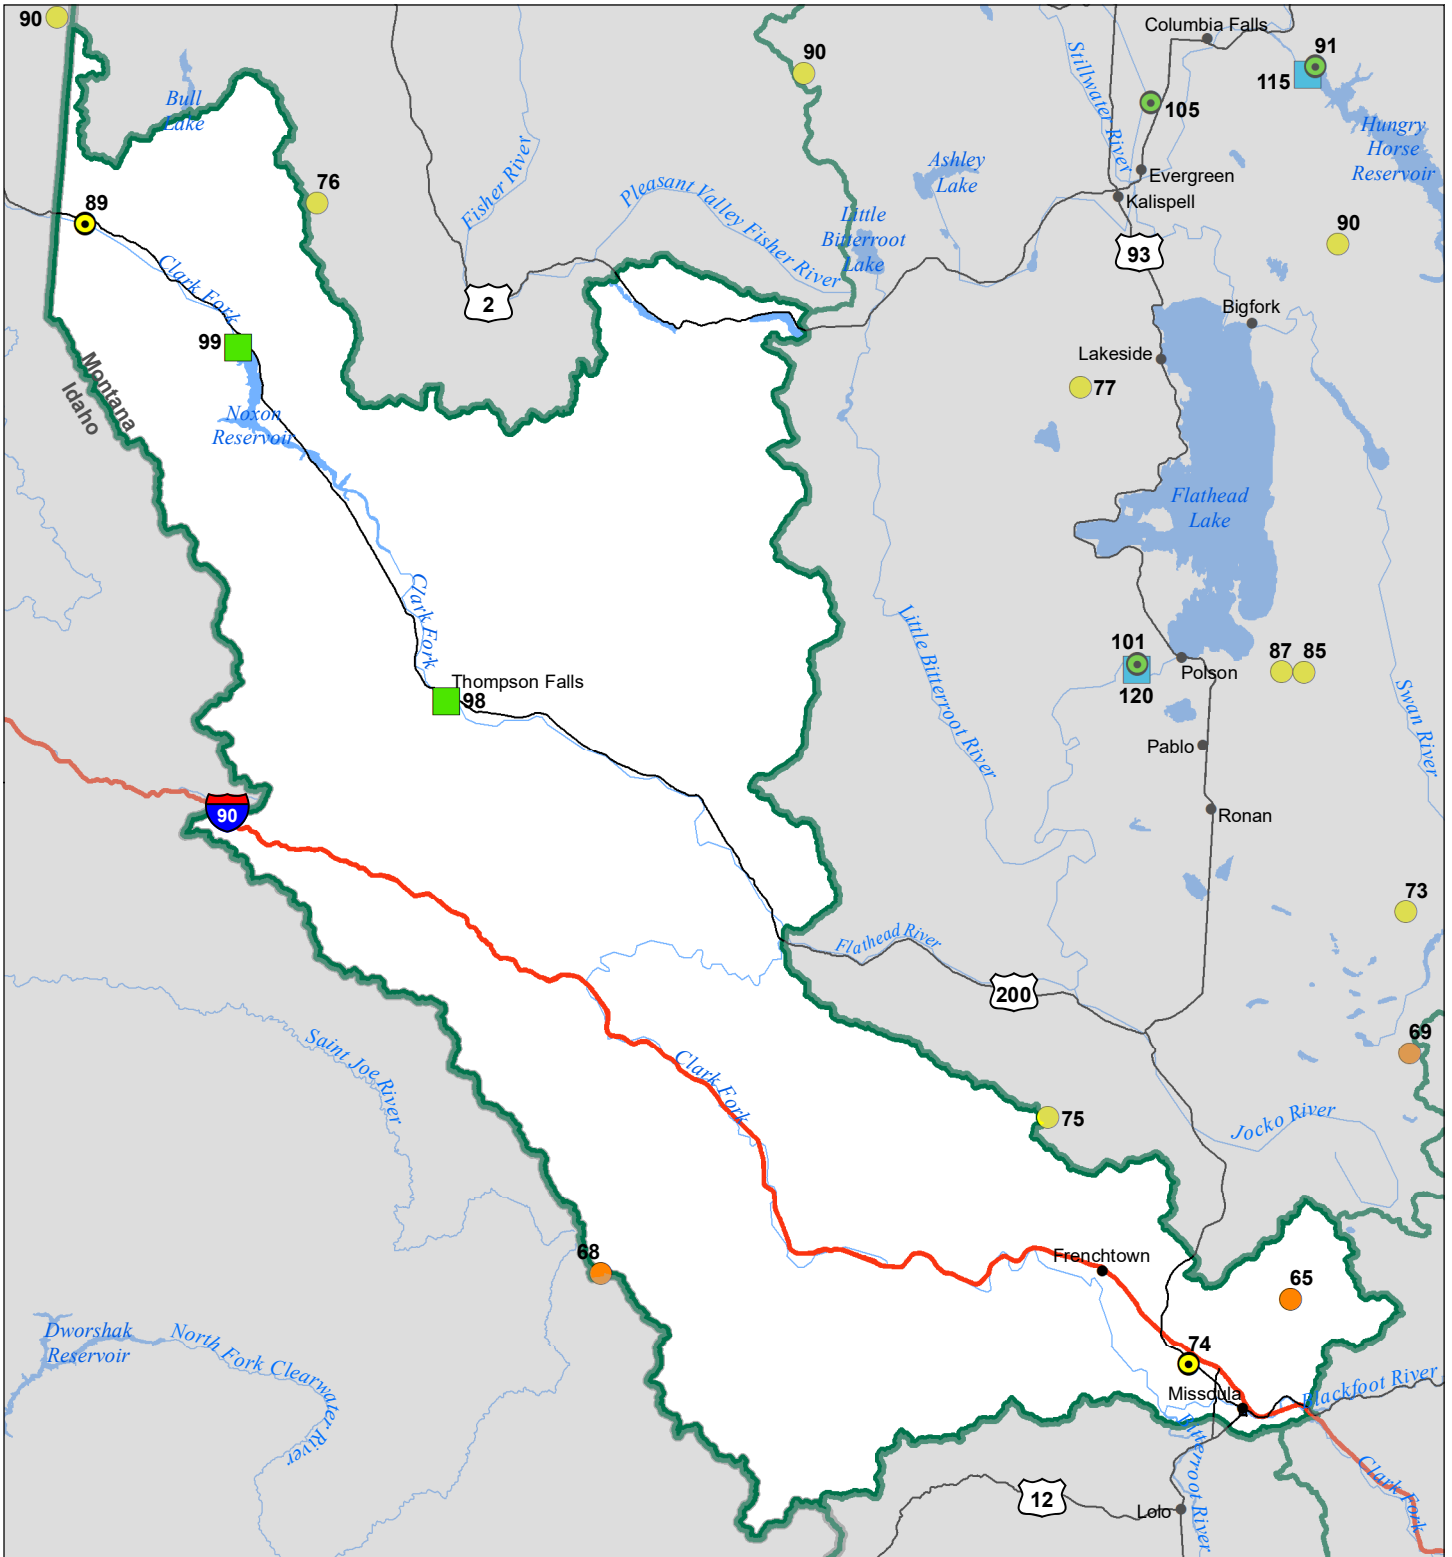 90
Columbia Falls
91
90
115
105
Stillwater River
Bull
Lake
Hungry
Horse
Reservoir
Fisher River
Ashley
Lake
Evergreen
76
Pleasant Valley Fisher River
Kalispell
89
Little
Bitterroot
Lake
90
93
Clark Fork
2
Bigfork
99
Lakeside
Montana
Idaho
77
Noxon
Reservoir
Flathead
Lake
Clark Fork
Little Bitterroot River
101
120
Polson
87
85
Thompson Falls
98
Swan River
Pablo
90
Ronan
73
Flathead River
200
Saint Joe River
69
Clark Fork
75
Jocko River
68
Frenchtown
65
Dworshak
Reservoir
North Fork Clearwater River
74
Missoula
Blackfoot River
Bitterroot River
Clark Fork
12
Lolo